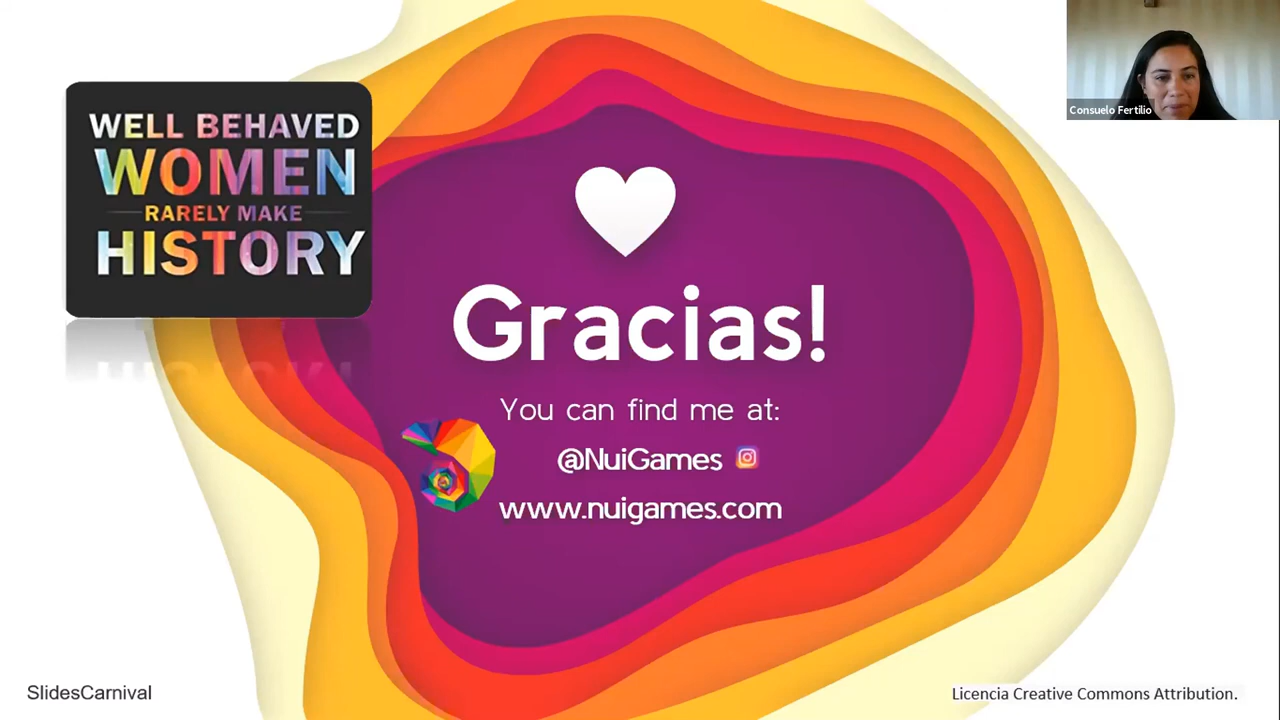 Consuelo Fertilio
WELL BEHAVED
WOMEN
RARELY MAKE
HISTORY
Gracias!
You can find me at:
@NuiGames
www.nuigames.com
SlidesCarnival
Licencia Creative Commons Attribution.